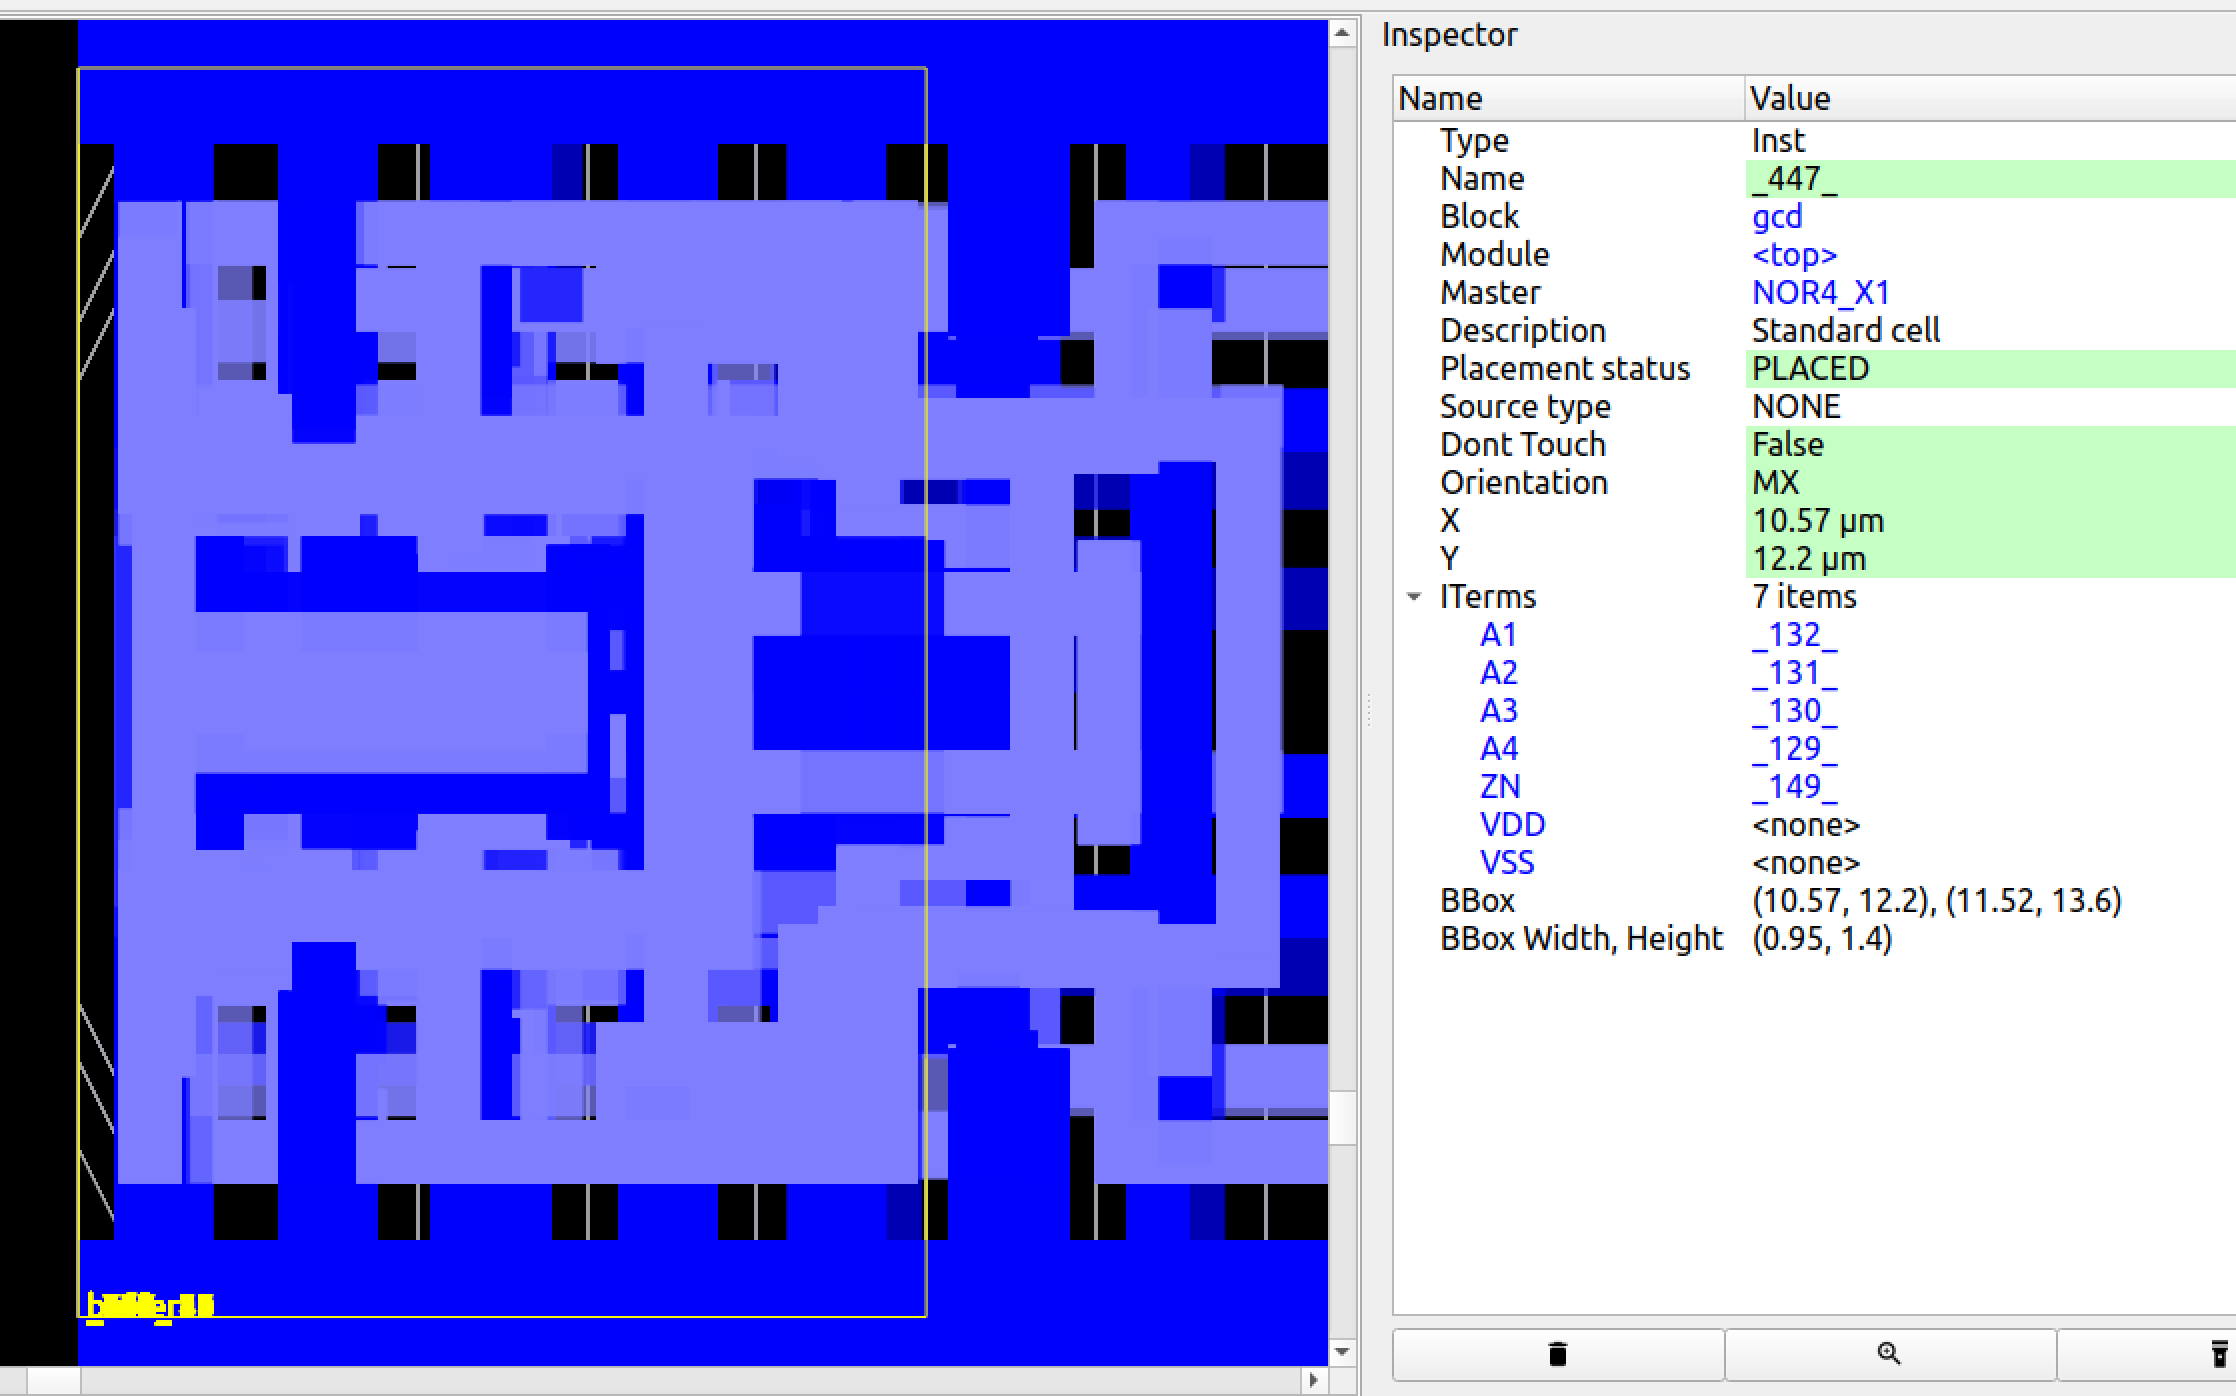 Inspector
Name Value
Type Inst
Name _447_
Block gcd
Module <top>
Master NOR4_X1
Description Standard cell
Placement status PLACED
Source type NONE
Dont Touch False
Orientation MX
X 10.57 μm
Y 12.2 μm
ITerms 7 items
A1 _132_
A2 _131_
A3 _130_
A4 _129_
ZN _149_
VDD <none>
VSS <none>
BBox (10.57, 12.2), (11.52, 13.6)
BBox Width, Height (0.95, 1.4)